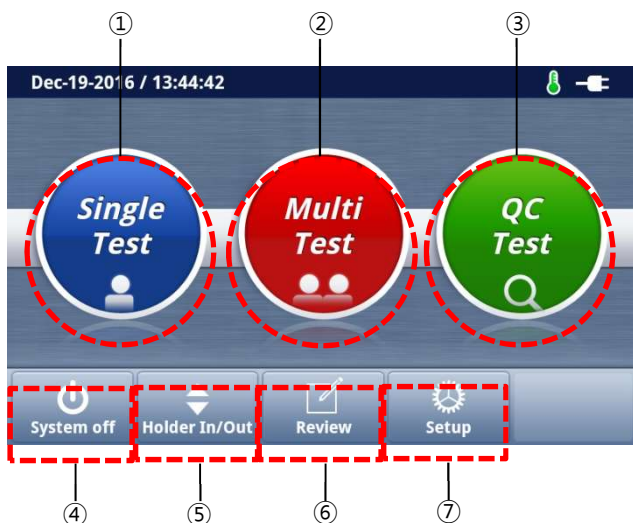 ① ② ③
Dec-19-2016 / 13:44:42
Single
Test
Multi
Test
QC
Test
System off Holder In/Out Review Setup
④ ⑤ ⑥ ⑦